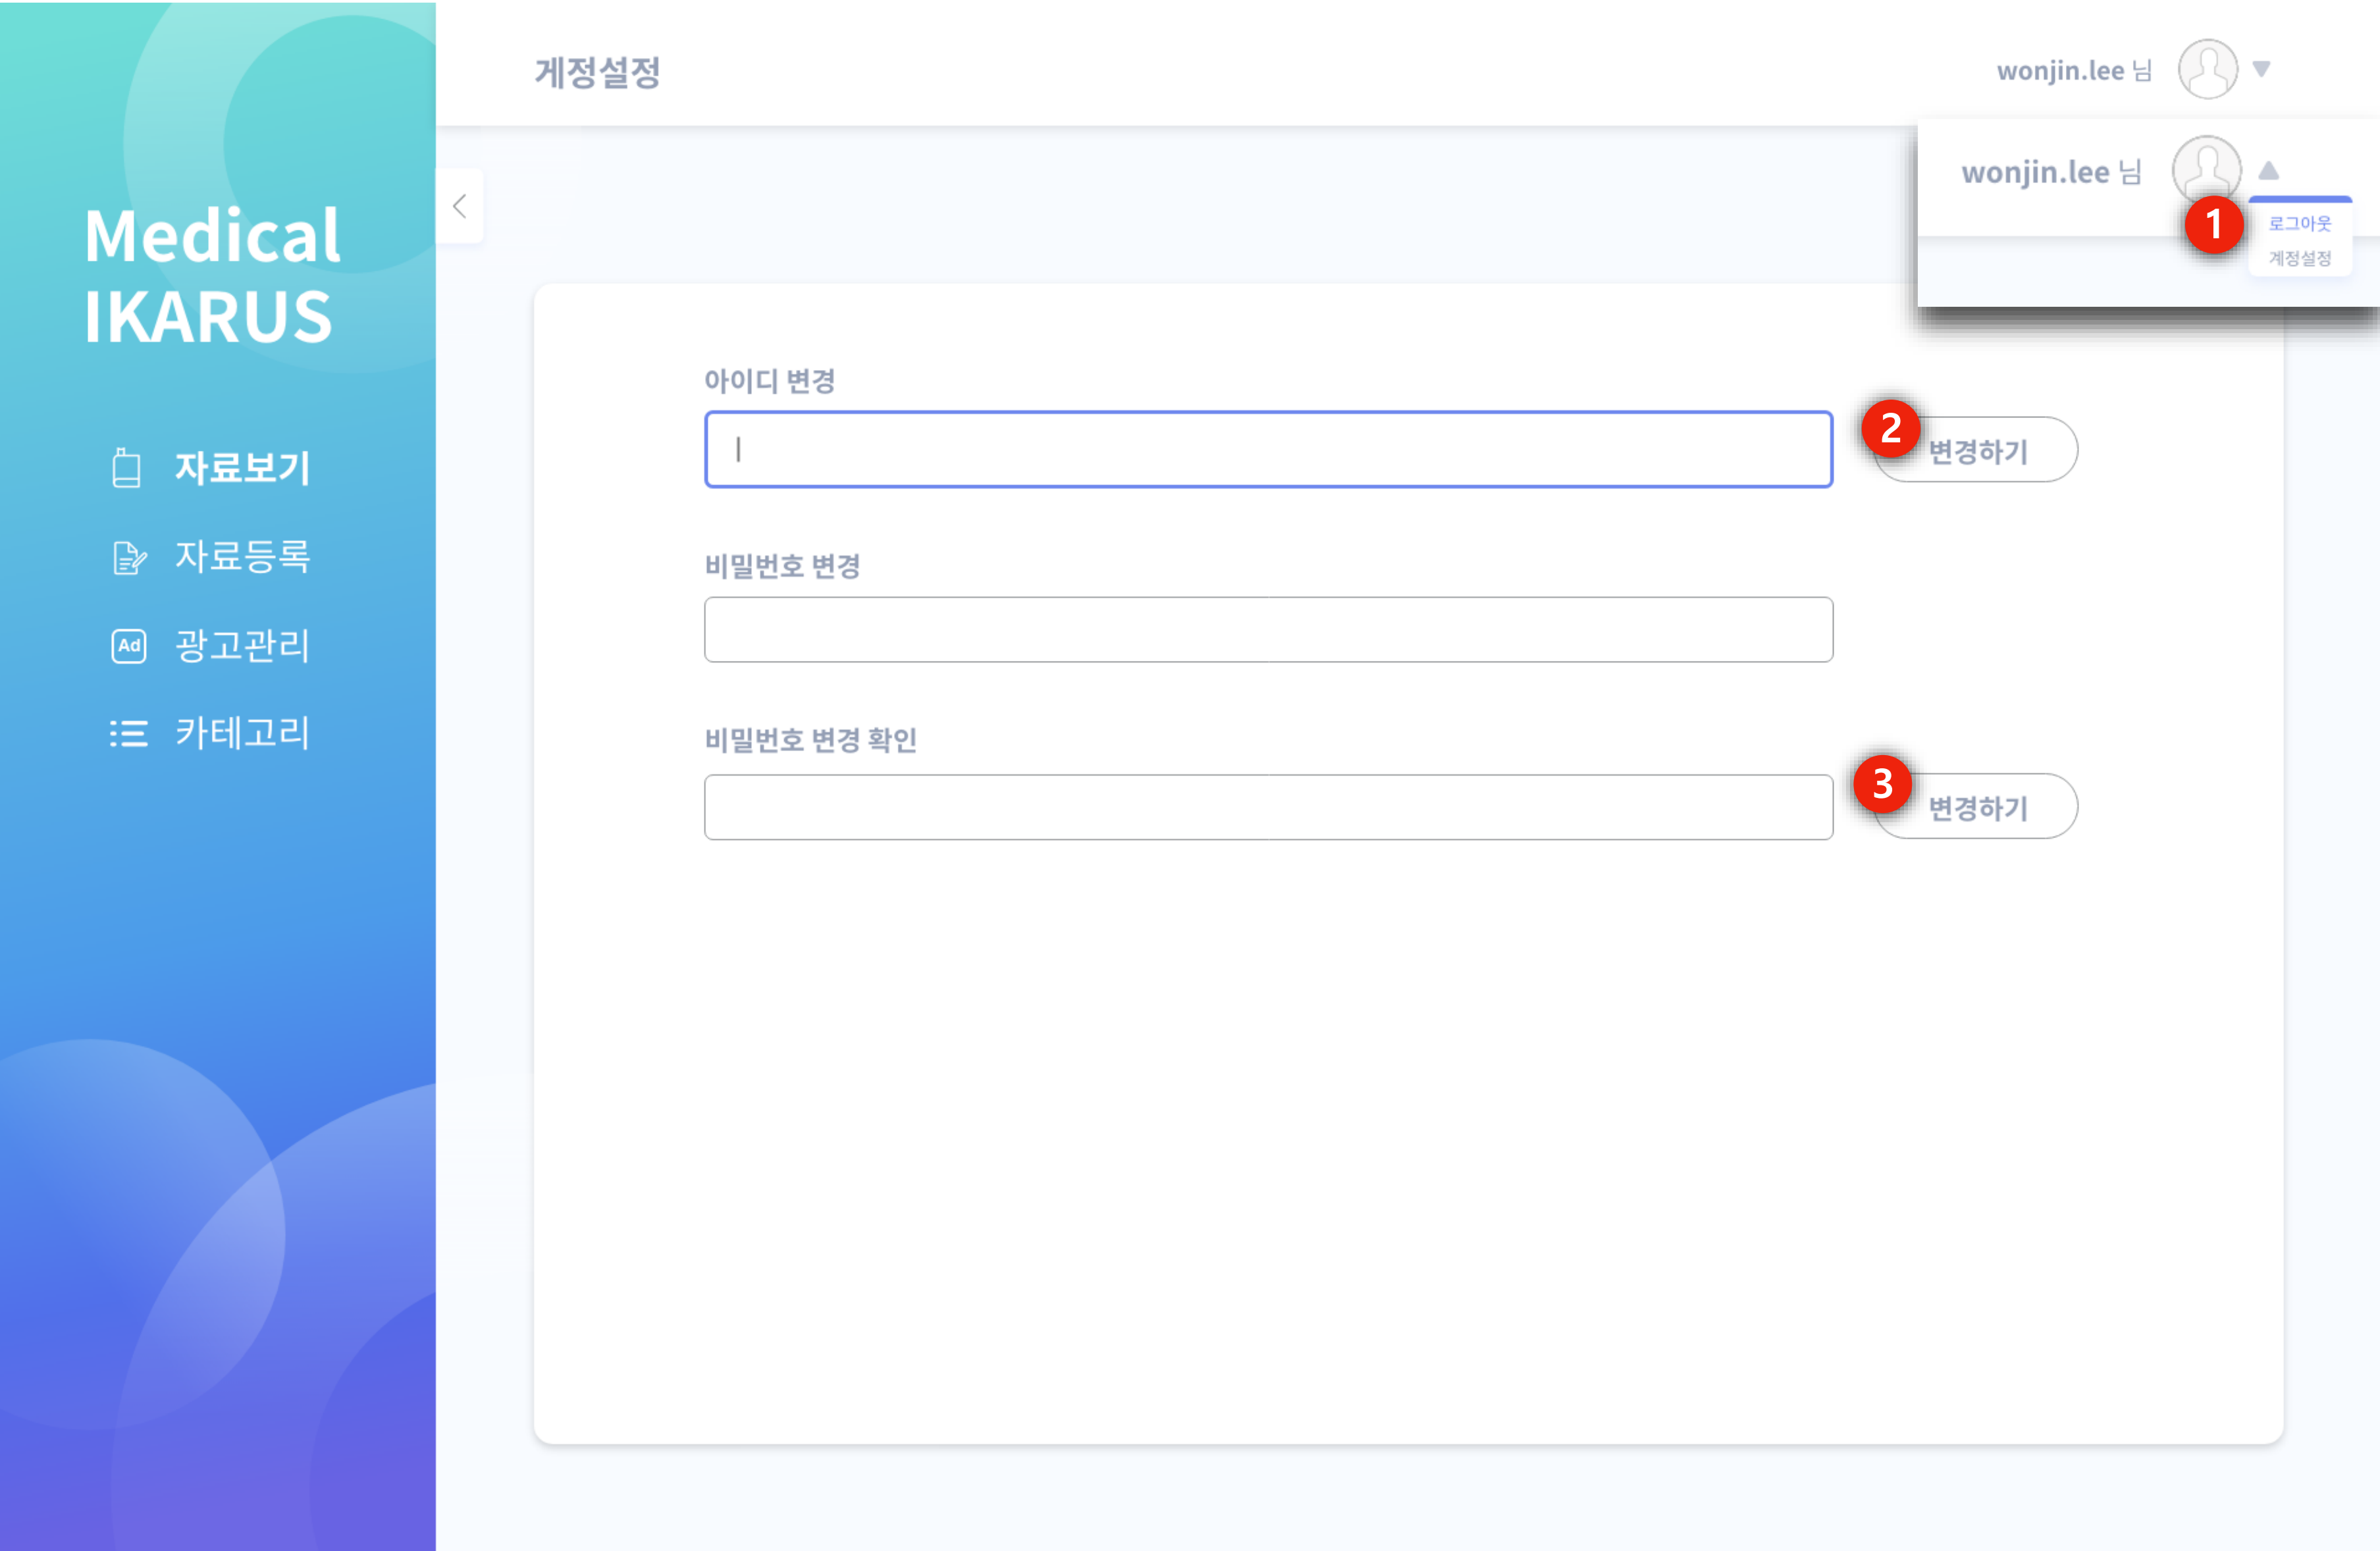 Medical
IKARUS
자료보기
자료등록
Ad 광고관리
카테고리
게정설정
wonjin.lee 님
wonjin.lee 님
1 로그아웃
계정설정
아이디 변경
2 변경하기
비밀번호 변경
비밀번호 변경 확인
3 변경하기